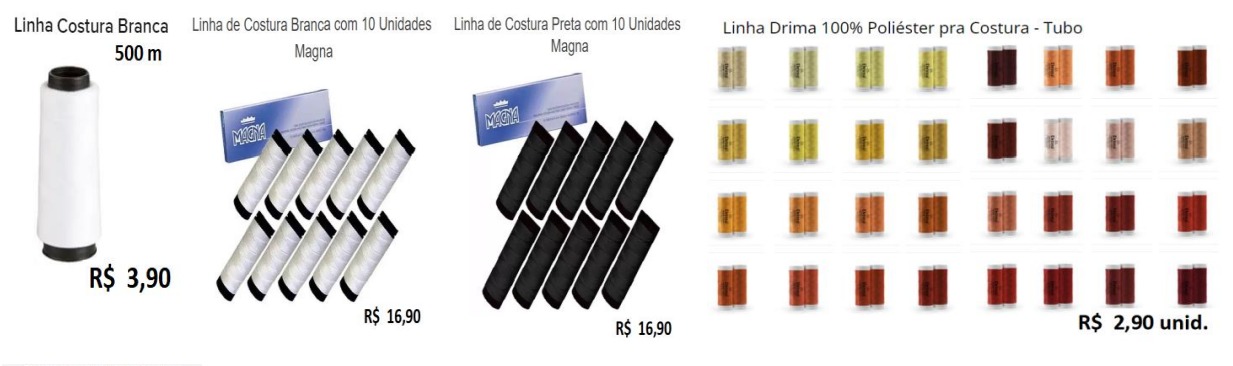 Linha Costura Branca
500 m
R$ 3,90
Linha de Costura Branca com 10 Unidades
Magna
MAGNA
R$ 16,90
Linha de Costura Preta com 10 Unidades
Magna
MAGNA
R$ 16,90
Linha Drima 100% Poliéster pra Costura - Tubo
R$ 2,90 unid.